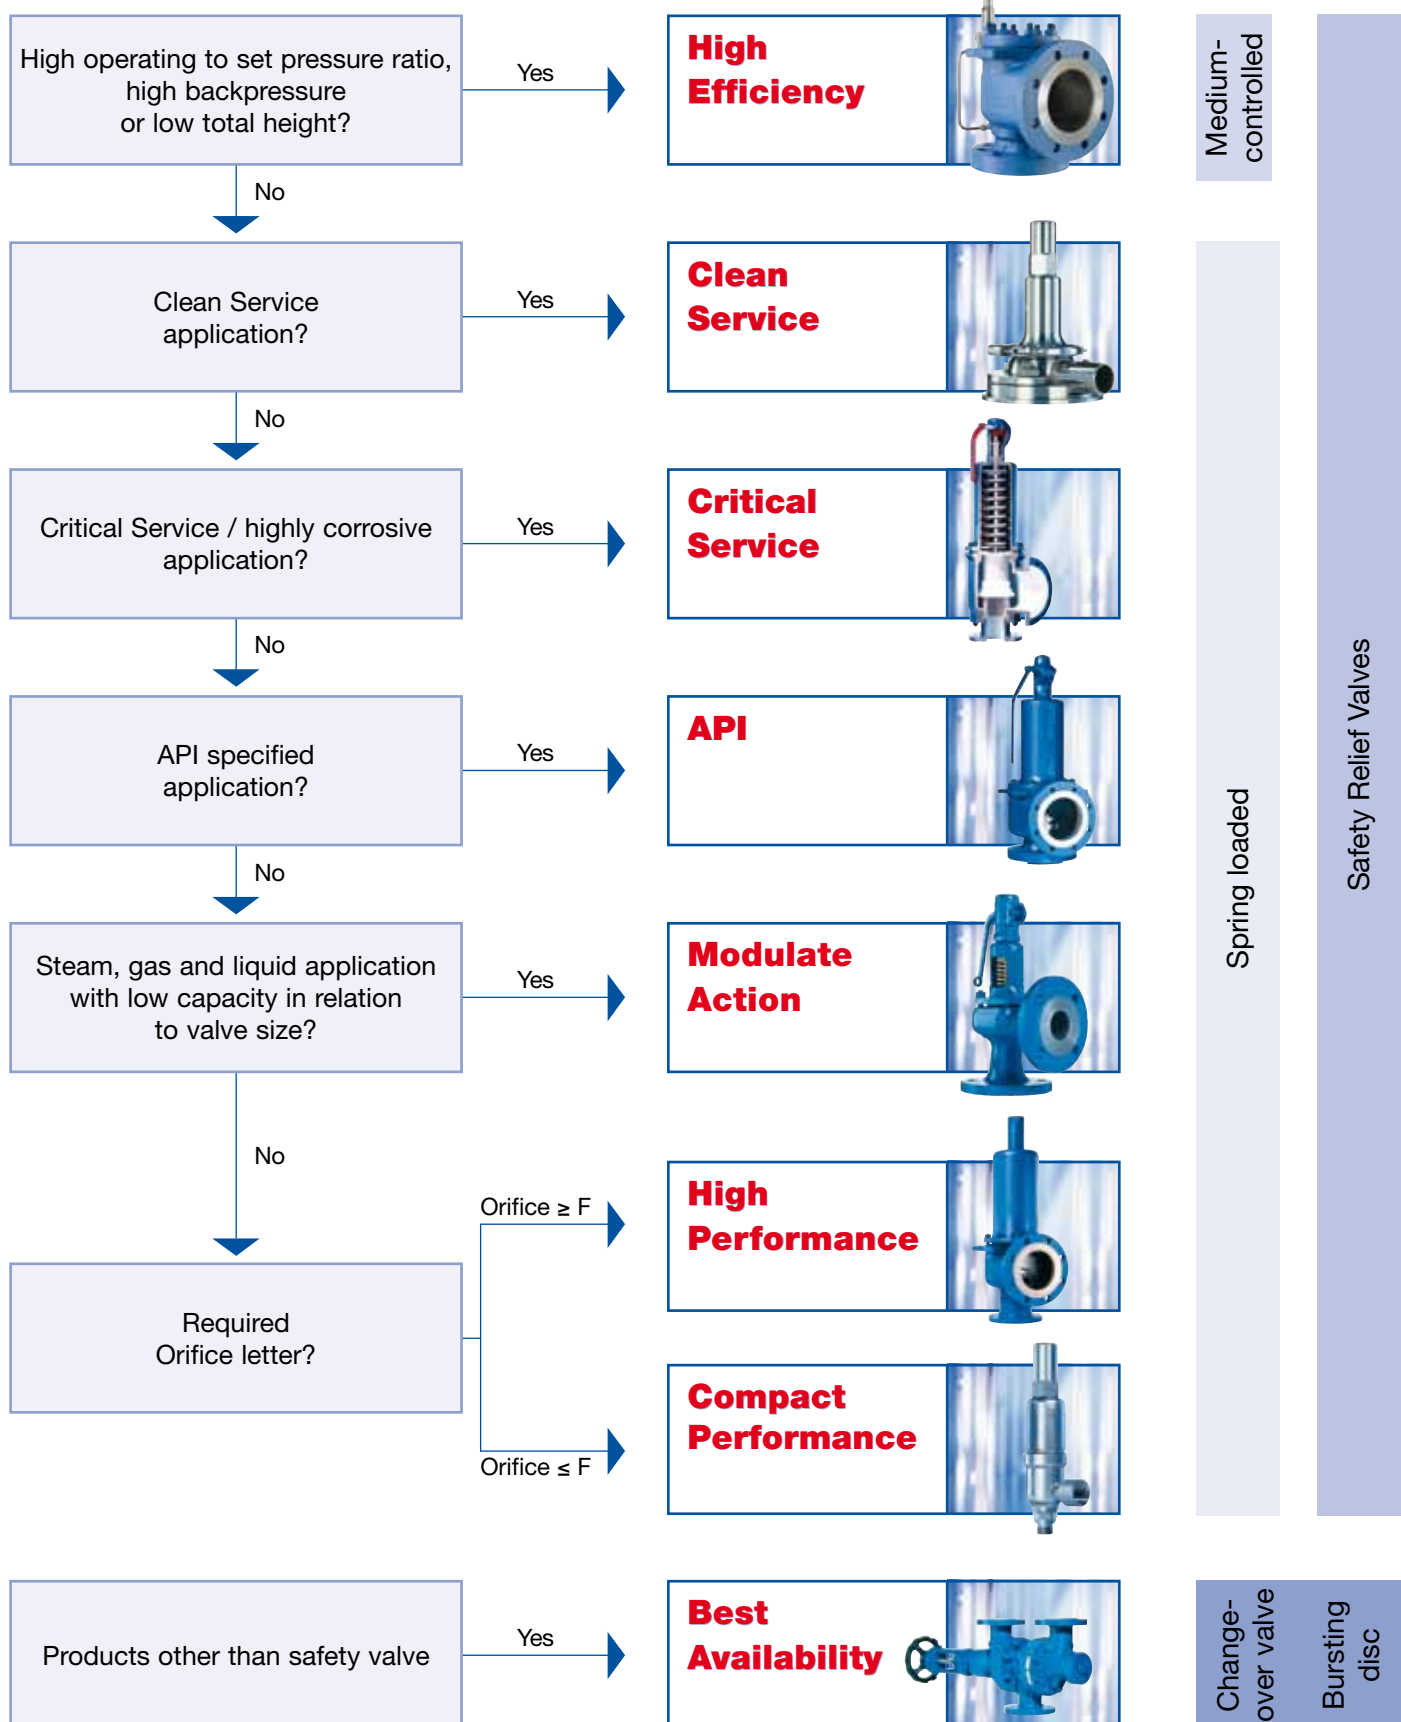 High operating to set pressure ratio,
high backpressure
or low total height?
Yes
High
Efficiency
Medium-
controlled
No
Clean Service
application?
Yes
Clean
Service
No
Critical Service / highly corrosive
application?
Yes
Critical
Service
No
API specified
application?
Yes
API
No
Steam, gas and liquid application
with low capacity in relation
to valve size?
Yes
Modulate
Action
No
Required
Orifice letter?
Orifice ≥ F
High
Performance
Orifice ≤ F
Compact
Performance
Spring loaded
Safety Relief Valves
Products other than safety valve
Yes
Best
Availability
Change-
over valve
Bursting
disc